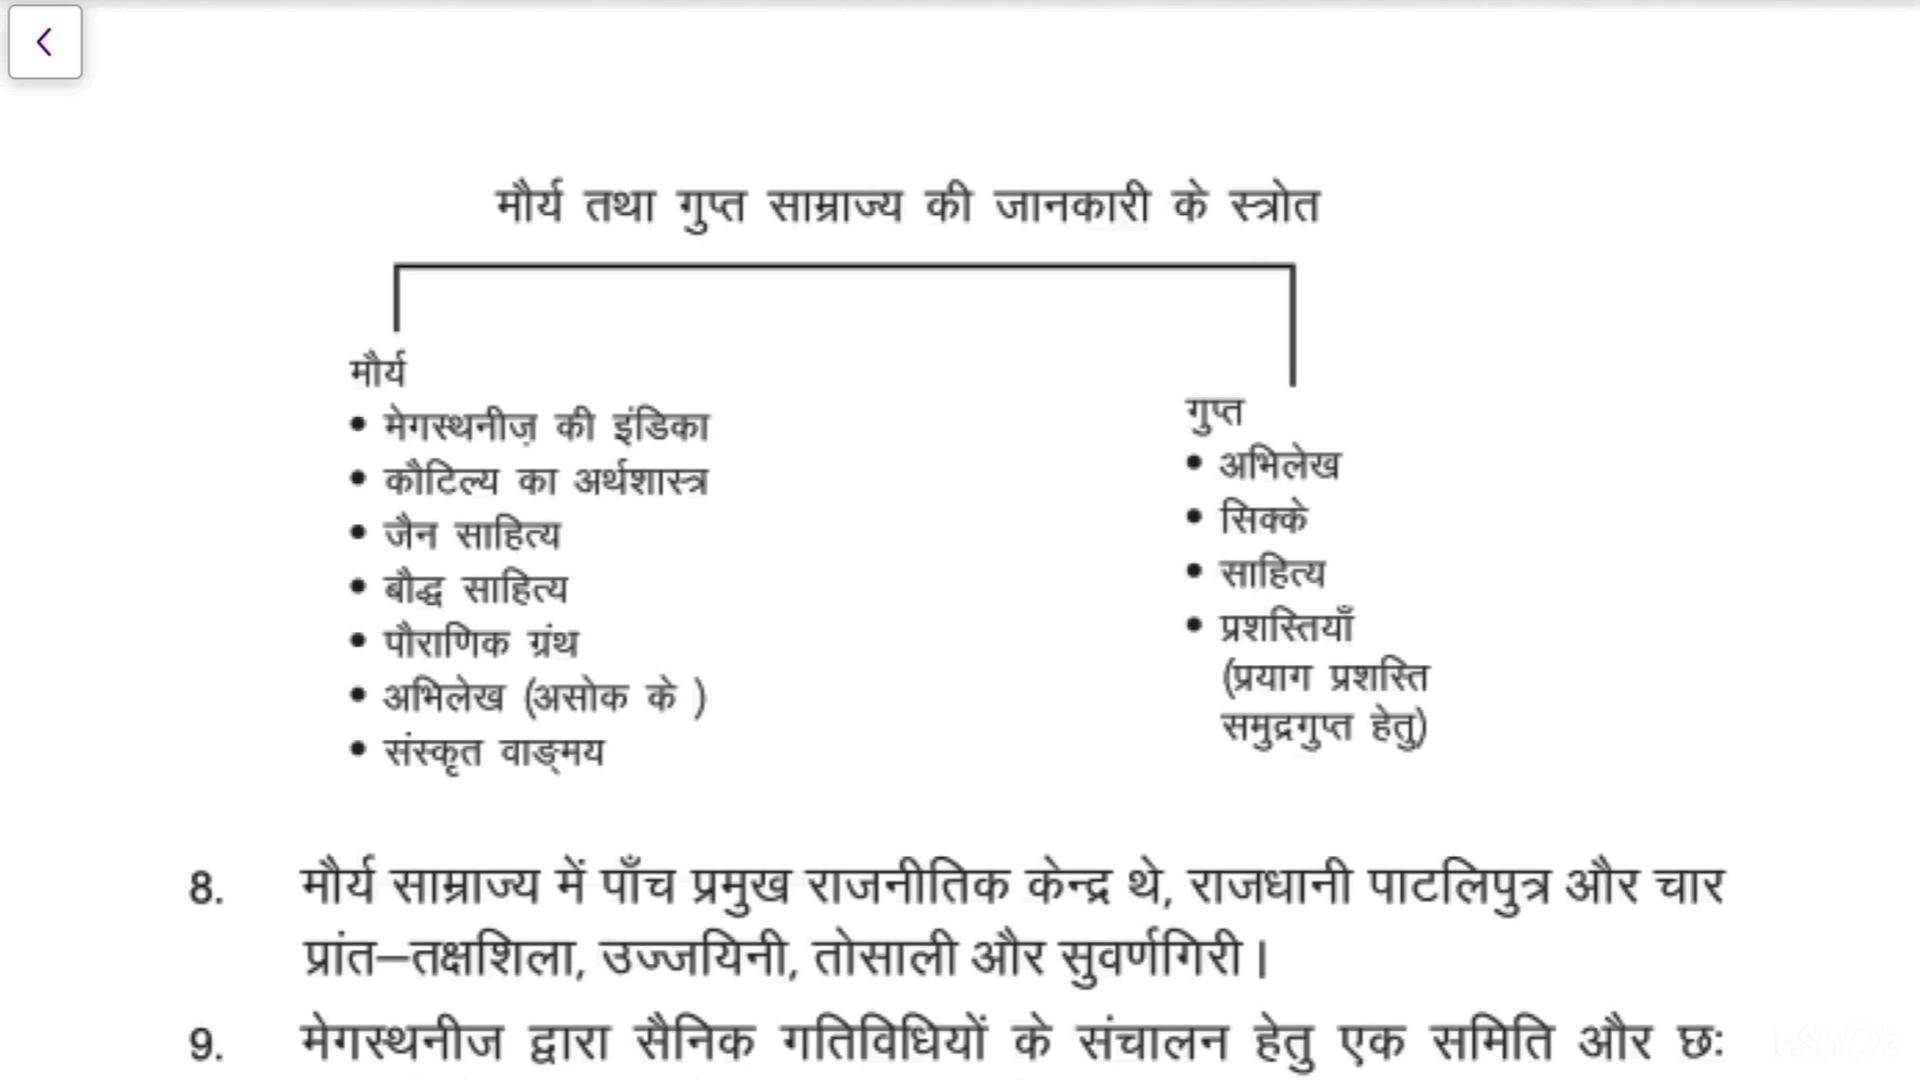 मौर्य तथा गुप्त साम्राज्य की जानकारी के स्त्रोत
मौर्य
• मेगस्थनीज़ की इंडिका
• कौटिल्य का अर्थशास्त्र
• जैन साहित्य
• बौद्ध साहित्य
• पौराणिक ग्रंथ
• अभिलेख (असोक के )
• संस्कृत वाङ्मय
गुप्त
• अभिलेख
• सिक्के
• साहित्य
• प्रशस्तियाँ
(प्रयाग प्रशस्ति
समुद्रगुप्त हेतु)
8. मौर्य साम्राज्य में पाँच प्रमुख राजनीतिक केन्द्र थे, राजधानी पाटलिपुत्र और चार
प्रांत–तक्षशिला, उज्जयिनी, तोसाली और सुवर्णगिरी |
9. मेगस्थनीज द्वारा सैनिक गतिविधियों के संचालन हेतु एक समिति और छः
InShOt